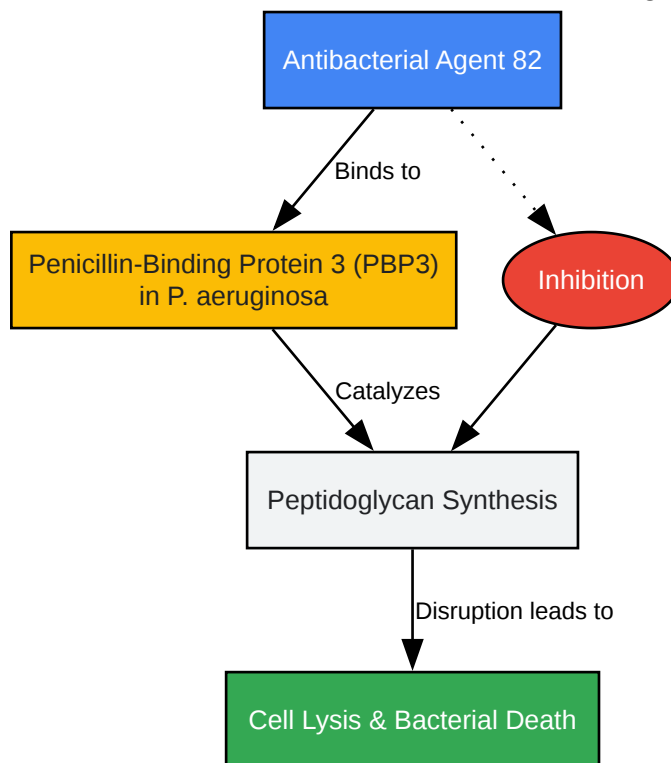 Antibacterial Agent 82
Binds to
Penicillin-Binding Protein 3 (PBP3)
in P. aeruginosa
Inhibition
Catalyzes
Peptidoglycan Synthesis
Disruption leads to
Cell Lysis & Bacterial Death